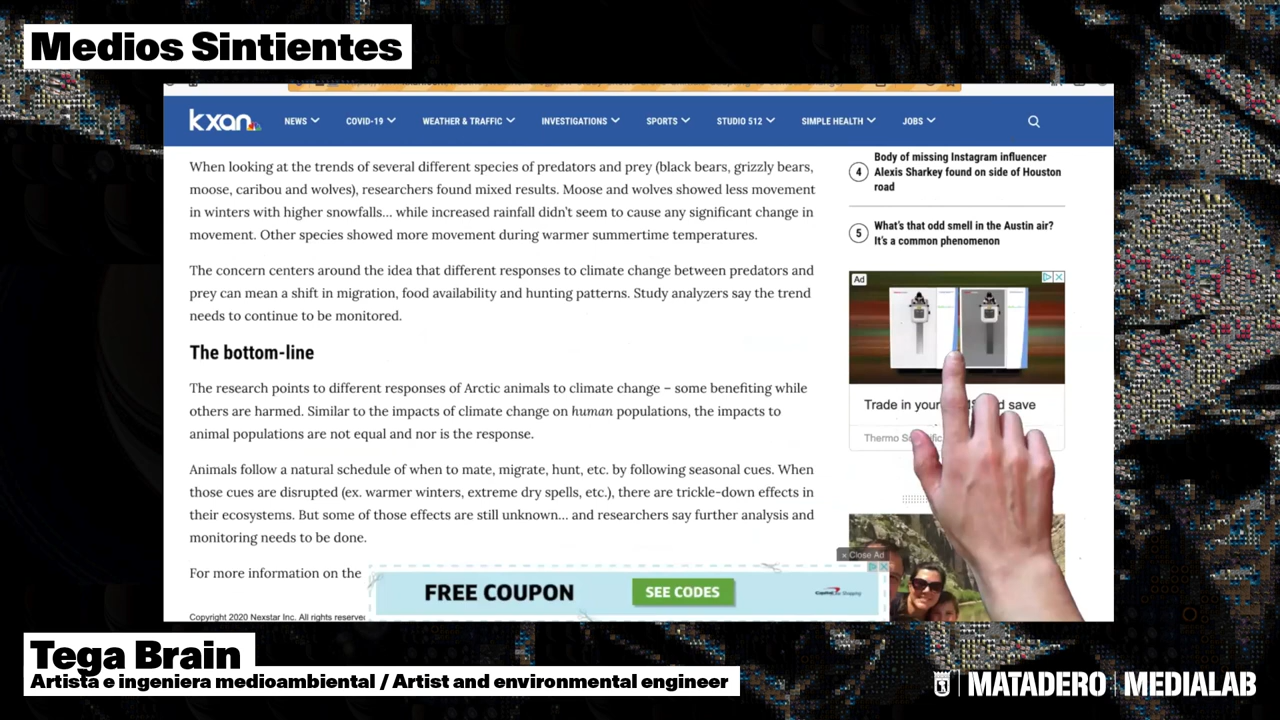 Medios Sintientes
kxan
NEWS COVID-19 WEATHER & TRAFFIC INVESTIGATIONS SPORTS STUDIO 512 SIMPLE HEALTH JOBS
When looking at the trends of several different species of predators and prey (black bears, grizzly bears,
moose, caribou and wolves), researchers found mixed results. Moose and wolves showed less movement
in winters with higher snowfalls… while increased rainfall didn’t seem to cause any significant change in
movement. Other species showed more movement during warmer summertime temperatures.
The concern centers around the idea that different responses to climate change between predators and
prey can mean a shift in migration, food availability and hunting patterns. Study analyzers say the trend
needs to continue to be monitored.
The bottom-line
The research points to different responses of Arctic animals to climate change – some benefiting while
others are harmed. Similar to the impacts of climate change on human populations, the impacts to
animal populations are not equal and nor is the response.
Animals follow a natural schedule of when to mate, migrate, hunt, etc. by following seasonal cues. When
those cues are disrupted (ex. warmer winters, extreme dry spells, etc.), there are trickle-down effects in
their ecosystems. But some of those effects are still unknown… and researchers say further analysis and
monitoring needs to be done.
For more information on the
Copyright 2020 Nexstar Inc. All rights
4
Body of missing Instagram influencer
Alexis Sharkey found on side of Houston
road
5
What’s that odd smell in the Austin air?
It’s a common phenomenon
Ad
Trade in your save
Thermo
× Close Ad
FREE COUPON
SEE CODES
Capital One Shopping
Tega Brain
Artista e ingeniera medioambiental / Artist and environmental engineer
MATADERO MEDIALAB